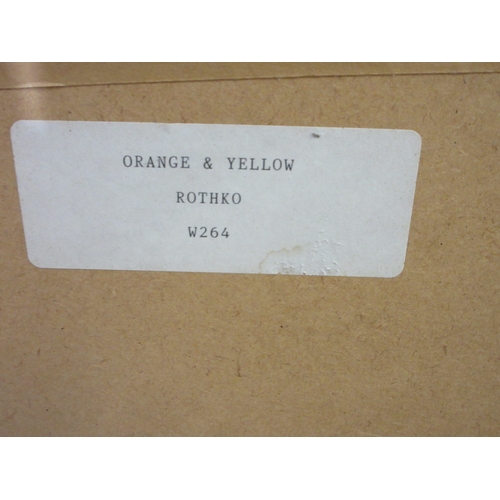 ORANGE & YELLOW
ROTHKO
W264